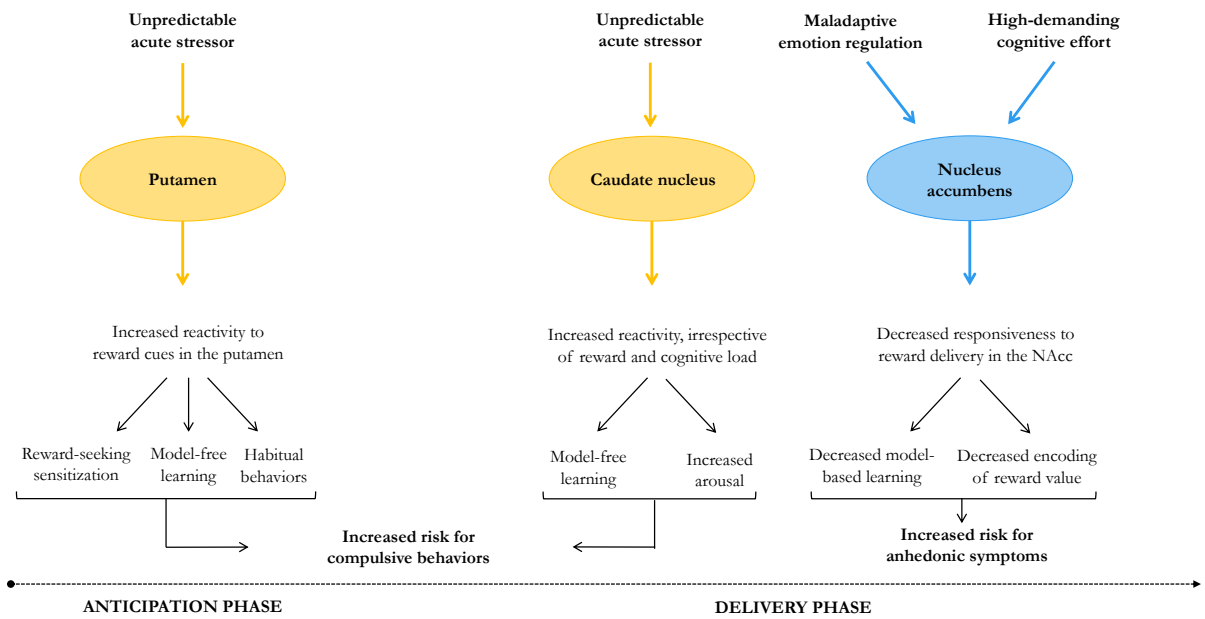 Unpredictable
acute stressor
Unpredictable
acute stressor
Maladaptive
emotion regulation
High-demanding
cognitive effort
Putamen
Caudate nucleus
Nucleus
accumbens
Increased reactivity to
reward cues in the putamen
Increased reactivity, irrespective
of reward and cognitive load
Decreased responsiveness to
reward delivery in the NAcc
Reward-seeking
sensitization
Model-free
learning
Habitual
behaviors
Model-free
learning
Increased
arousal
Decreased model-
based learning
Decreased encoding
of reward value
Increased risk for
compulsive behaviors
Increased risk for
anhedonic symptoms
ANTICIPATION PHASE
DELIVERY PHASE